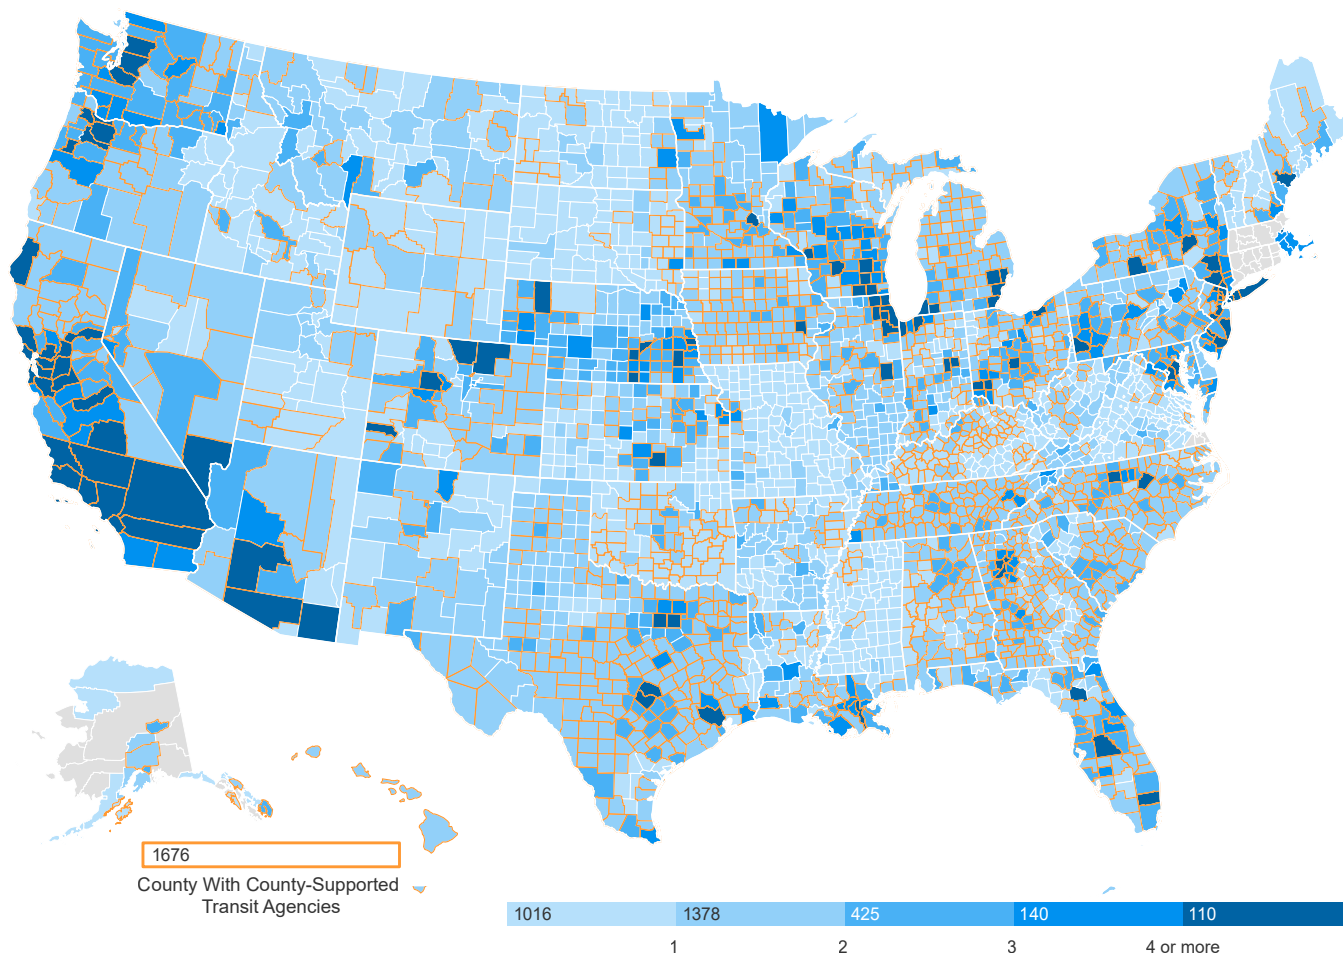 1676
County With County-Supported
Transit Agencies
1016 1378 425 140 110
1 2 3 4 or more